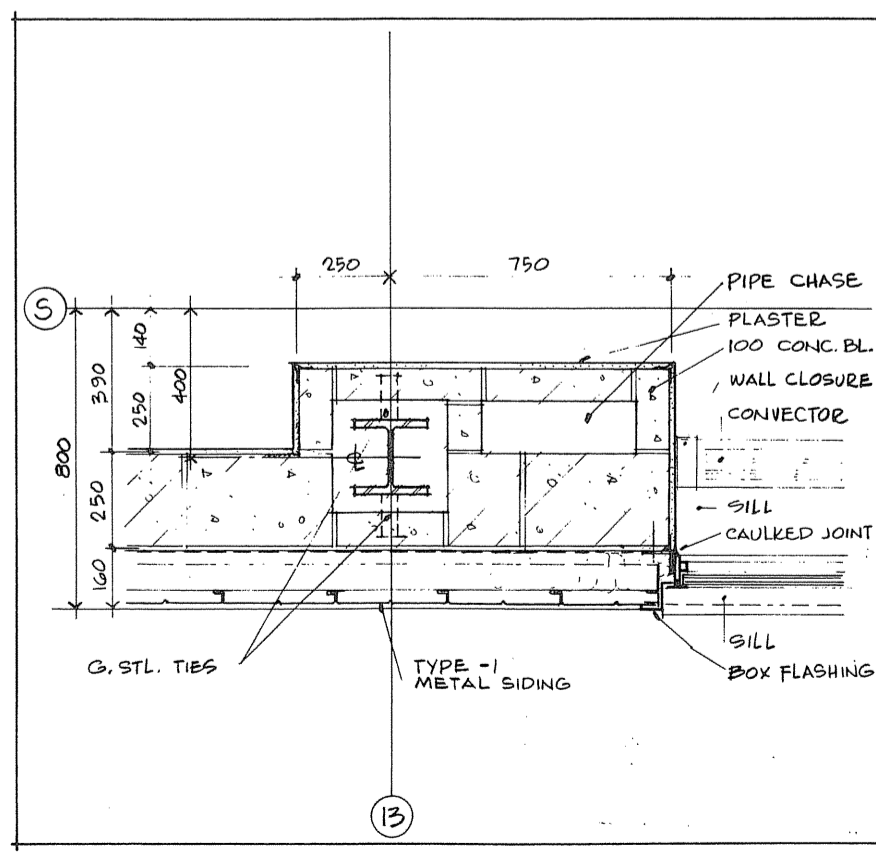 250
750
S
140
390
400
250
800
250
160
PIPE CHASE
PLASTER
100 CONC. BL.
WALL CLOSURE
CONVECTOR
SILL
CAULKED JOINT
SILL
BOX FLASHING
G. STL. TIES
TYPE -1
METAL SIDING
13